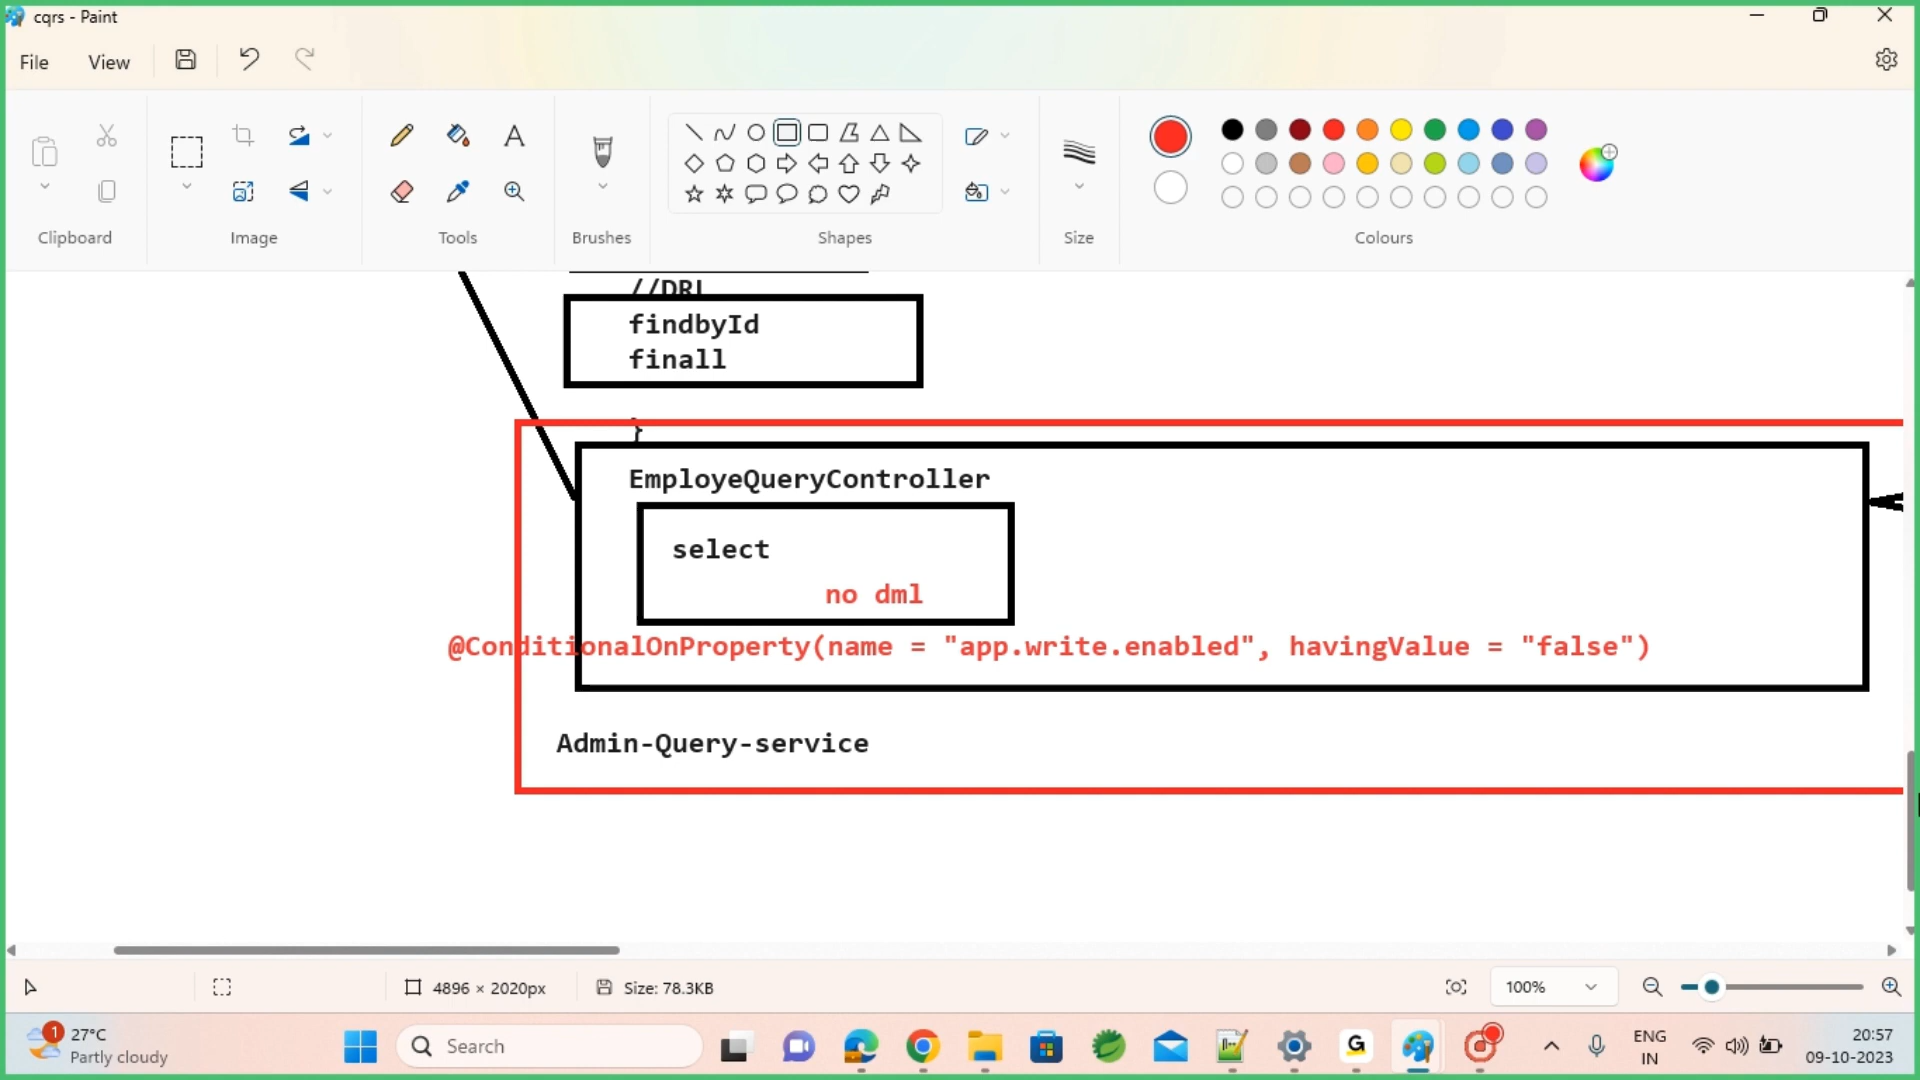 cqrs - Paint
File
View
Clipboard
Image
Tools
Brushes
Shapes
Size
Colours
//DRL
findbyId
finall
}
EmployeQueryController
select
no dml
@ConditionalOnProperty(name = "app.write.enabled", havingValue = "false")
Admin-Query-service
4896 × 2020px
Size: 78.3KB
100%
1
27°C
Partly cloudy
Search
G
ENG
IN
20:57
09-10-2023